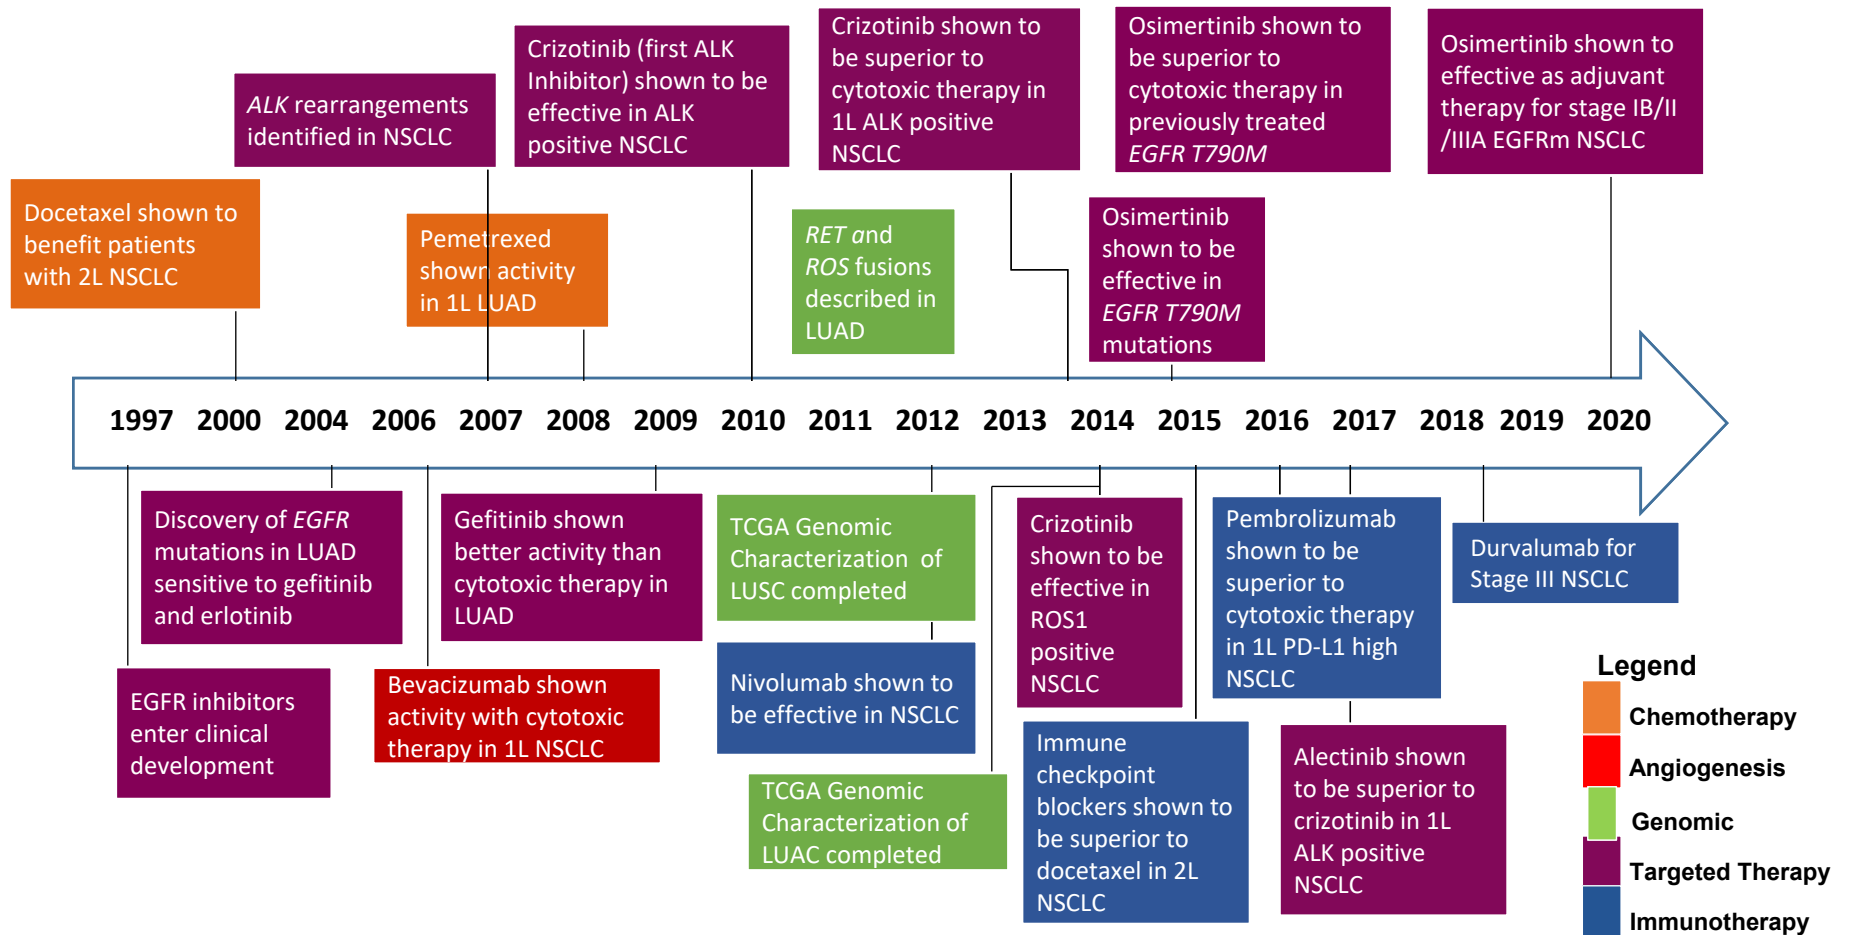 Docetaxel shown to
benefit patients
with 2L NSCLC
ALK rearrangements
identified in NSCLC
Pemetrexed
shown activity
in 1L LUAD
Crizotinib (first ALK
Inhibitor) shown to be
effective in ALK
positive NSCLC
RET and
ROS fusions
described in
LUAD
Crizotinib shown to
be superior to
cytotoxic therapy in
1L ALK positive
NSCLC
Osimertinib shown to
be superior to
cytotoxic therapy in
previously treated
EGFR T790M
Osimertinib
shown to be
effective in
EGFR T790M
mutations
Osimertinib shown to
effective as adjuvant
therapy for stage IB/II
/IIIA EGFRm NSCLC
1997 2000 2004 2006 2007 2008 2009 2010 2011 2012 2013 2014 2015 2016 2017 2018 2019 2020
Discovery of EGFR
mutations in LUAD
sensitive to gefitinib
and erlotinib
EGFR inhibitors
enter clinical
development
Gefitinib shown
better activity than
cytotoxic therapy in
LUAD
Bevacizumab shown
activity with cytotoxic
therapy in 1L NSCLC
TCGA Genomic
Characterization of
LUSC completed
Nivolumab shown to
be effective in NSCLC
TCGA Genomic
Characterization of
LUAC completed
Crizotinib
shown to be
effective in
ROS1
positive
NSCLC
Immune
checkpoint
blockers shown to
be superior to
docetaxel in 2L
NSCLC
Pembrolizumab
shown to be
superior to
cytotoxic therapy
in 1L PD-L1 high
NSCLC
Alectinib shown
to be superior to
crizotinib in 1L
ALK positive
NSCLC
Durvalumab for
Stage III NSCLC
Legend
Chemotherapy
Angiogenesis
Genomic
Targeted Therapy
Immunotherapy